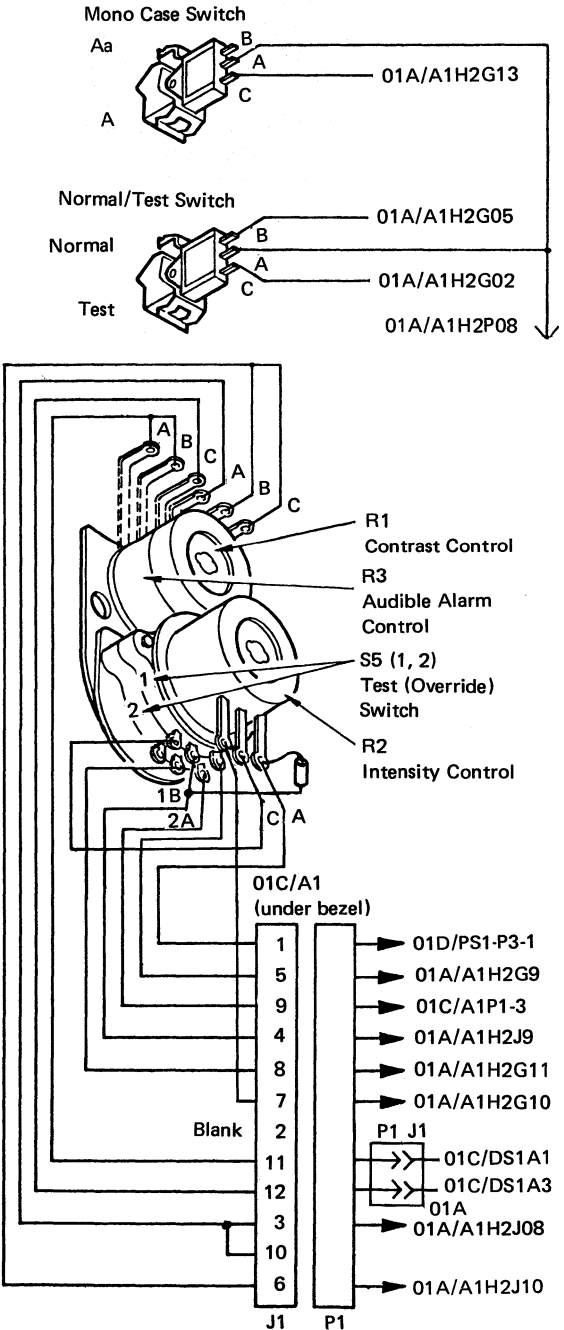 Mono Case Switch
Aa
B
A
01A/A1H2G13
C
A
Normal/Test Switch
01A/A1H2G05
B
Normal
A
01A/A1H2G02
C
Test
01A/A1H2P08
A
B
C
A
B
C
R1
Contrast Control
R3
Audible Alarm
Control
S5 (1, 2)
Test (Override)
Switch
1
2
R2
Intensity Control
1B
2A
C
A
01C/A1
(under bezel)
1
01D/PS1-P3-1
5
01A/A1H2G9
9
01C/A1P1-3
4
01A/A1H2J9
8
01A/A1H2G11
7
01A/A1H2G10
Blank
2
P1 J1
11
01C/DS1A1
12
01C/DS1A3
01A
3
01A/A1H2J08
10
6
01A/A1H2J10
J1
P1